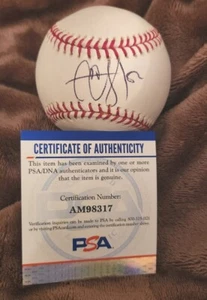 CERTIFICATE OF AUTHENTICITY
This item has been examined by one or more
PSA/DNA authenticators and it is our opinion
that the item is genuine.
Certification Number:
AM98317
PSA